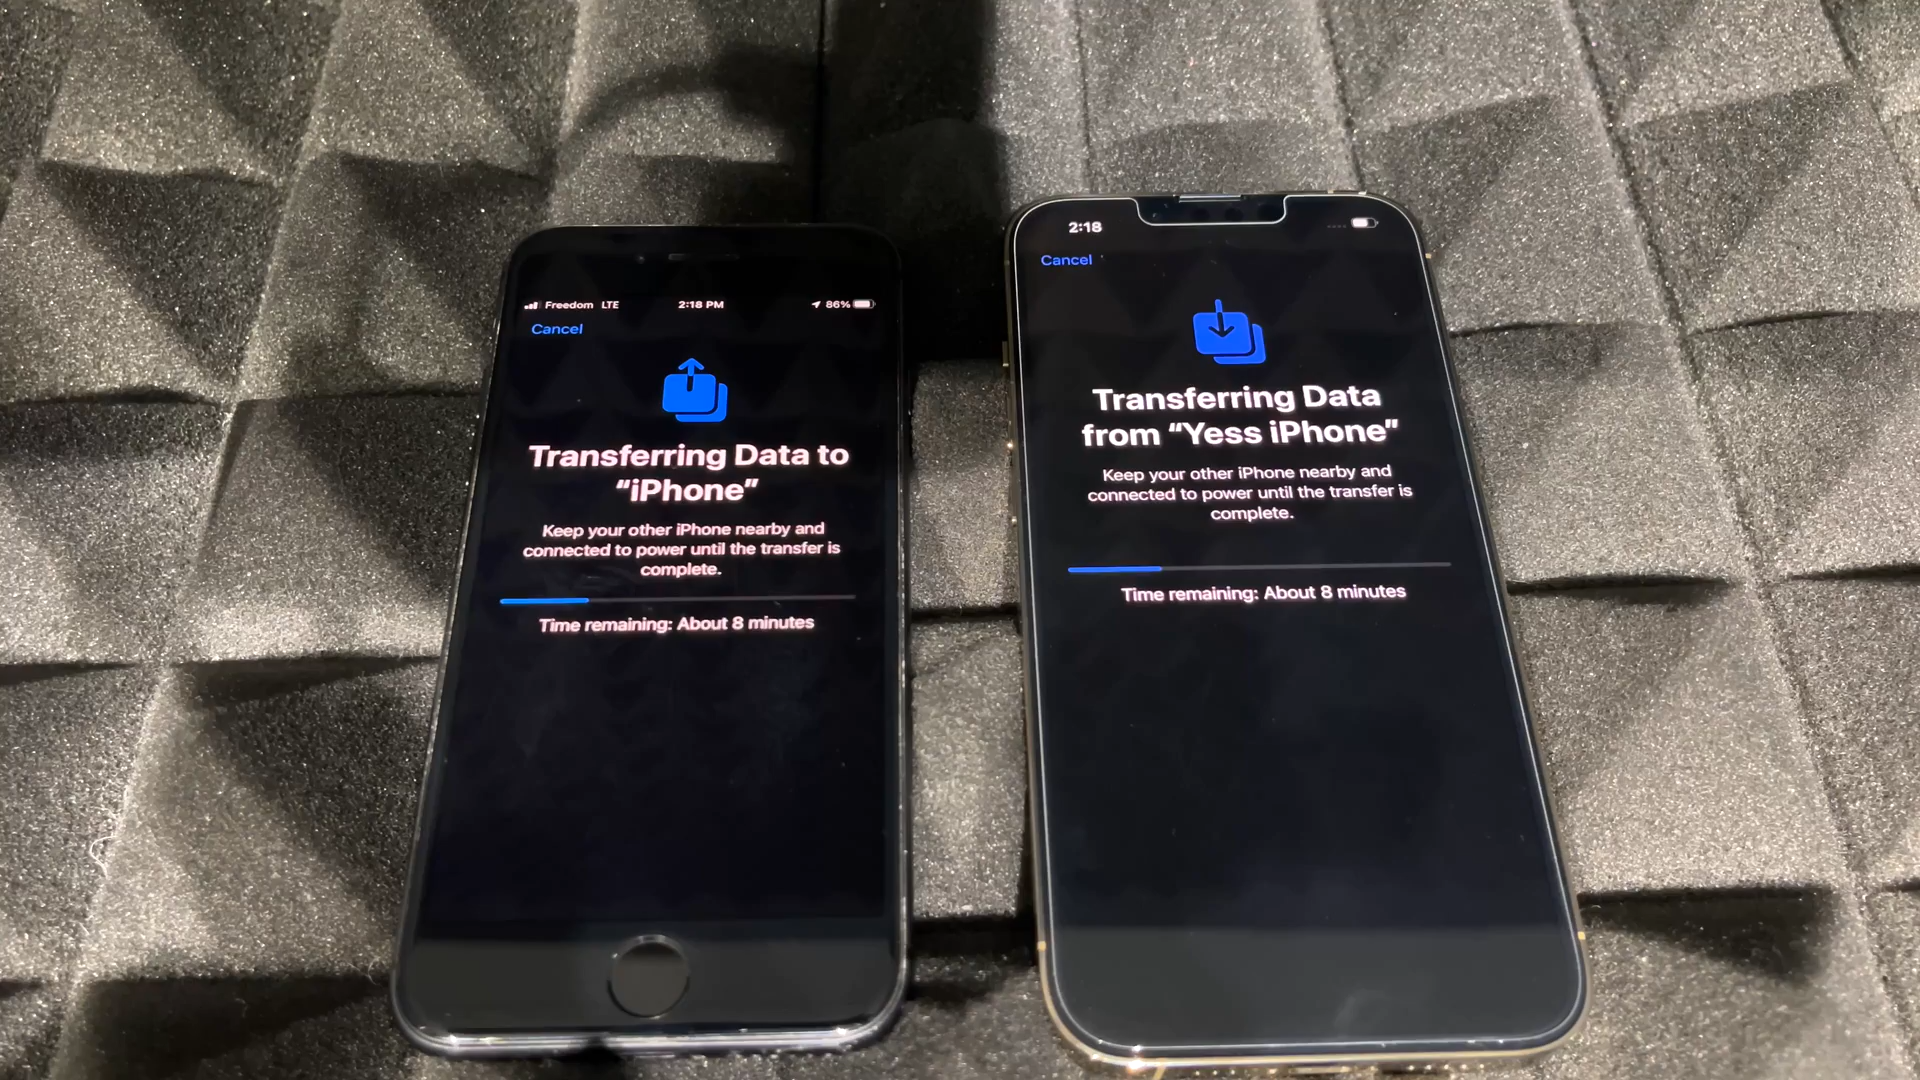 Freedom LTE 2:18 PM 86%
Cancel
Transferring Data to
“iPhone”
Keep your other iPhone nearby and
connected to power until the transfer is
complete.
Time remaining: About 8 minutes
2:18
Cancel
Transferring Data
from “Yess iPhone”
Keep your other iPhone nearby and
connected to power until the transfer is
complete.
Time remaining: About 8 minutes